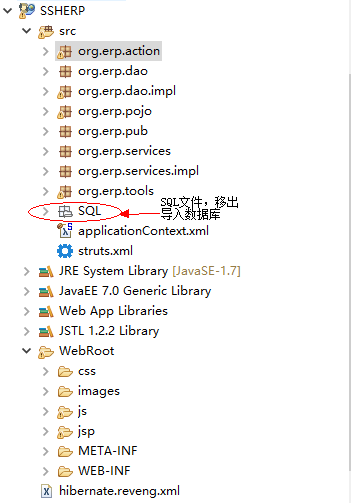 SSHERP
src
org.erp.action
org.erp.dao
org.erp.dao.impl
org.erp.pojo
org.erp.pub
org.erp.services
org.erp.services.impl
org.erp.tools
SQL
SQL文件，移出
导入数据库
applicationContext.xml
struts.xml
JRE System Library [JavaSE-1.7]
JavaEE 7.0 Generic Library
Web App Libraries
JSTL 1.2.2 Library
WebRoot
css
images
js
jsp
META-INF
WEB-INF
hibernate.reveng.xml